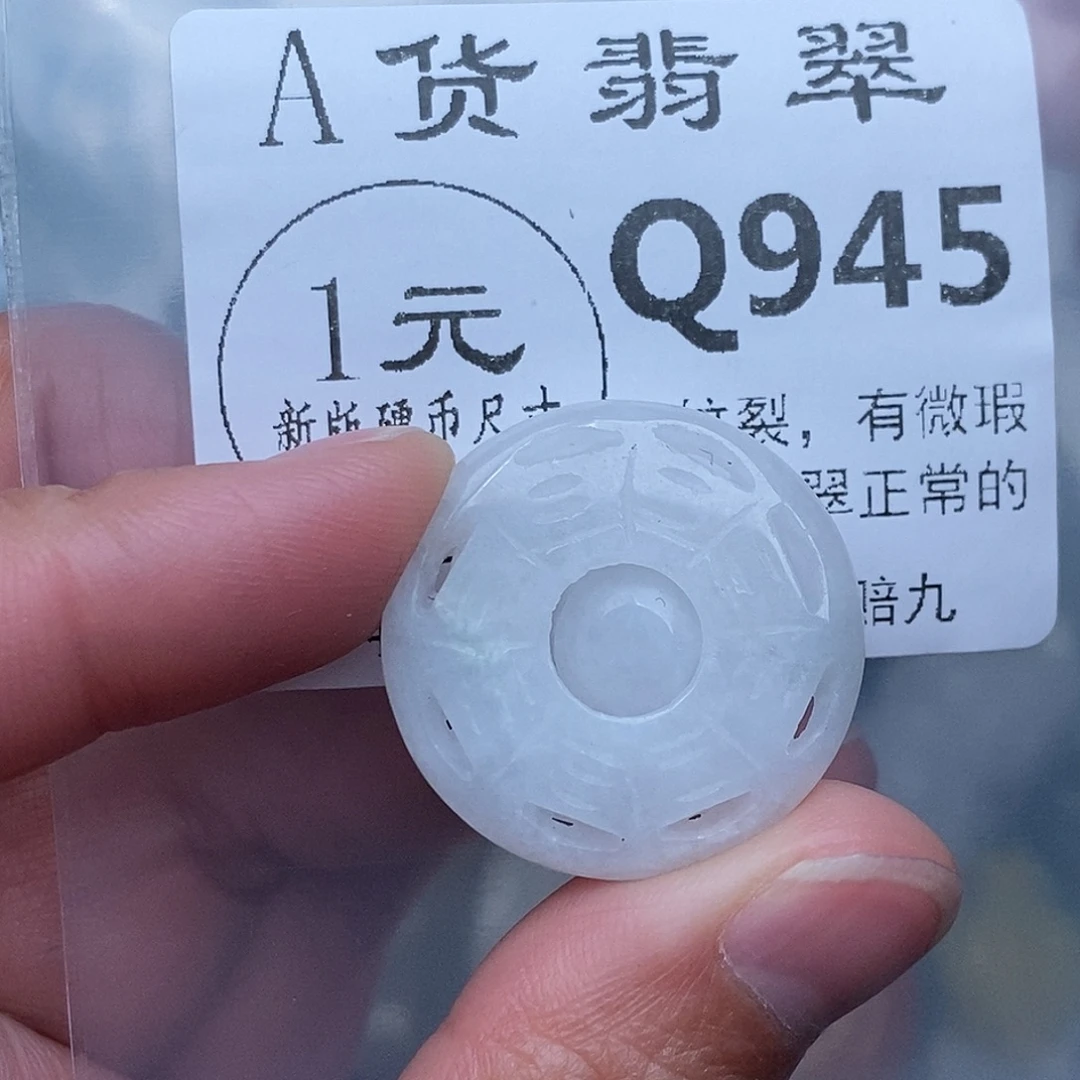 A货翡翠
Q945
1元
新版硬币尺寸
裂，有微瑕
翠正常的
赔九